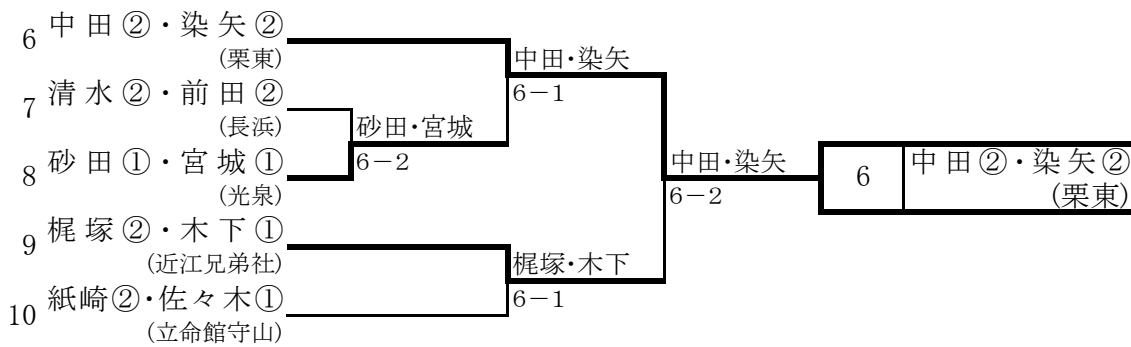 6 中田②・染矢②
(栗東)
7 清水②・前田②
(長浜)
8 砂田①・宮城①
(光泉)
9 梶塚②・木下①
(近江兄弟社)
10 紙崎②・佐々木①
(立命館守山)
砂田・宮城
6－2
中田・染矢
6－1
梶塚・木下
6－1
中田・染矢
6－2
6 中田②・染矢②
(栗東)